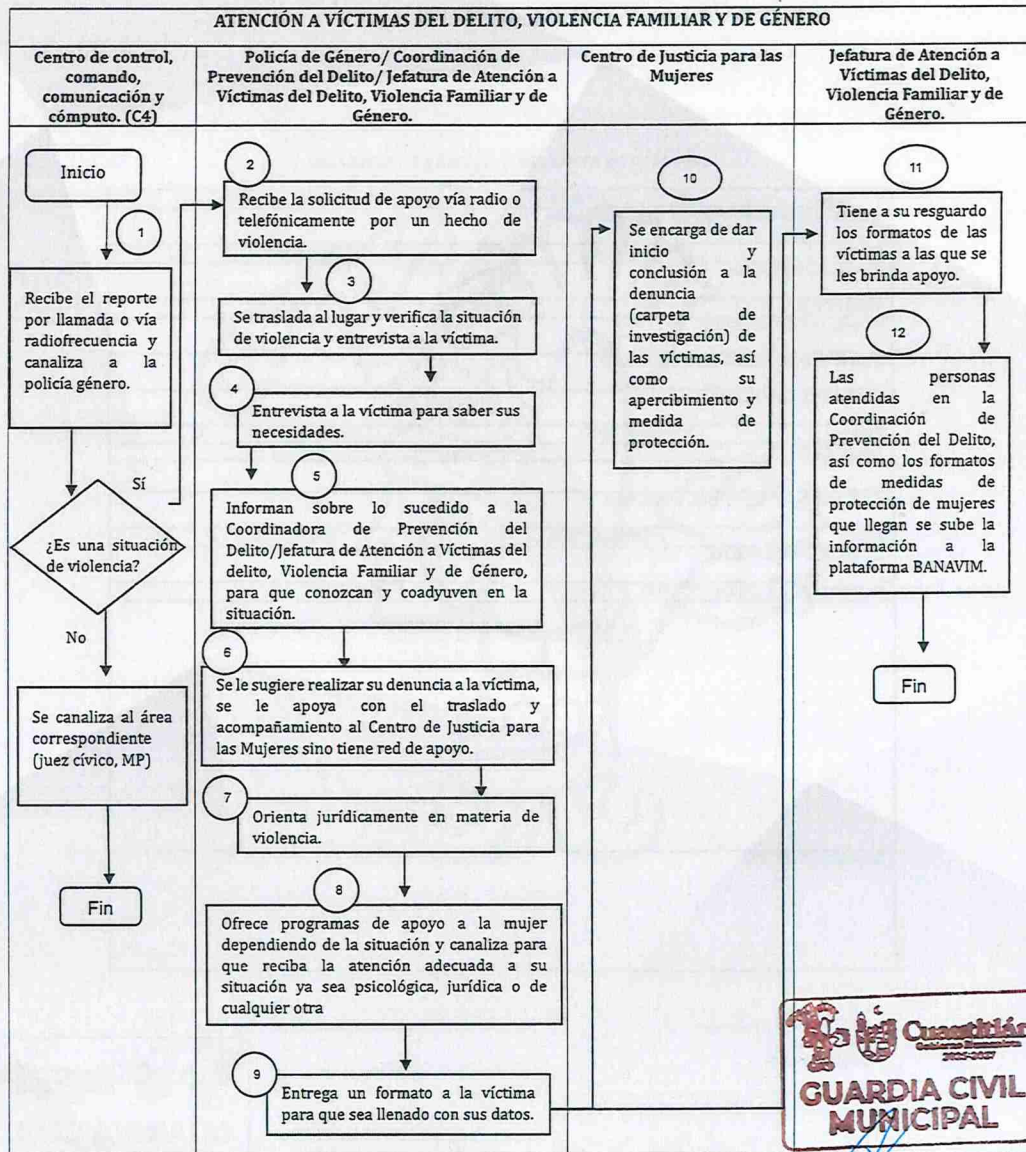 ATENCIÓN A VÍCTIMAS DEL DELITO, VIOLENCIA FAMILIAR Y DE GÉNERO
Centro de control,
comando,
comunicación y
cómputo. (C4)
Policía de Género/ Coordinación de
Prevención del Delito/ Jefatura de Atención a
Víctimas del Delito, Violencia Familiar y de
Género.
Centro de Justicia para las
Mujeres
Jefatura de Atención a
Víctimas del Delito,
Violencia Familiar y de
Género.
Inicio
1
Recibe el reporte
por llamada o vía
radiofrecuencia y
canaliza a la
policía género.
Sí
¿Es una situación
de violencia?
No
Se canaliza al área
correspondiente
(juez cívico, MP)
Fin
2
Recibe la solicitud de apoyo vía radio o
telefónicamente por un hecho de
violencia.
3
Se traslada al lugar y verifica la situación
de violencia y entrevista a la víctima.
4
Entrevista a la víctima para saber sus
necesidades.
5
Informan sobre lo sucedido a la
Coordinadora de Prevención del
Delito/Jefatura de Atención a Víctimas del
delito, Violencia Familiar y de Género,
para que conozcan y coadyuven en la
situación.
6
Se le sugiere realizar su denuncia a la víctima,
se le apoya con el traslado y
acompañamiento al Centro de Justicia para
las Mujeres sino tiene red de apoyo.
7
Orienta jurídicamente en materia de
violencia.
8
Ofrece programas de apoyo a la mujer
dependiendo de la situación y canaliza para
que reciba la atención adecuada a su
situación ya sea psicológica, jurídica o de
cualquier otra
9
Entrega un formato a la víctima
para que sea llenado con sus datos.
10
Se encarga de dar
inicio y
conclusión a la
denuncia
(carpeta de
investigación) de
las víctimas, así
como su
apercibimiento y
medida de
protección.
11
Tiene a su resguardo
los formatos de las
víctimas a las que se
les brinda apoyo.
12
Las personas
atendidas en la
Coordinación de
Prevención del Delito,
así como los formatos
de medidas de
protección de mujeres
que llegan se sube la
información a la
plataforma BANAVIM.
Fin
Cuautitlán
2025-2027
GUARDIA CIVIL
MUNICIPAL